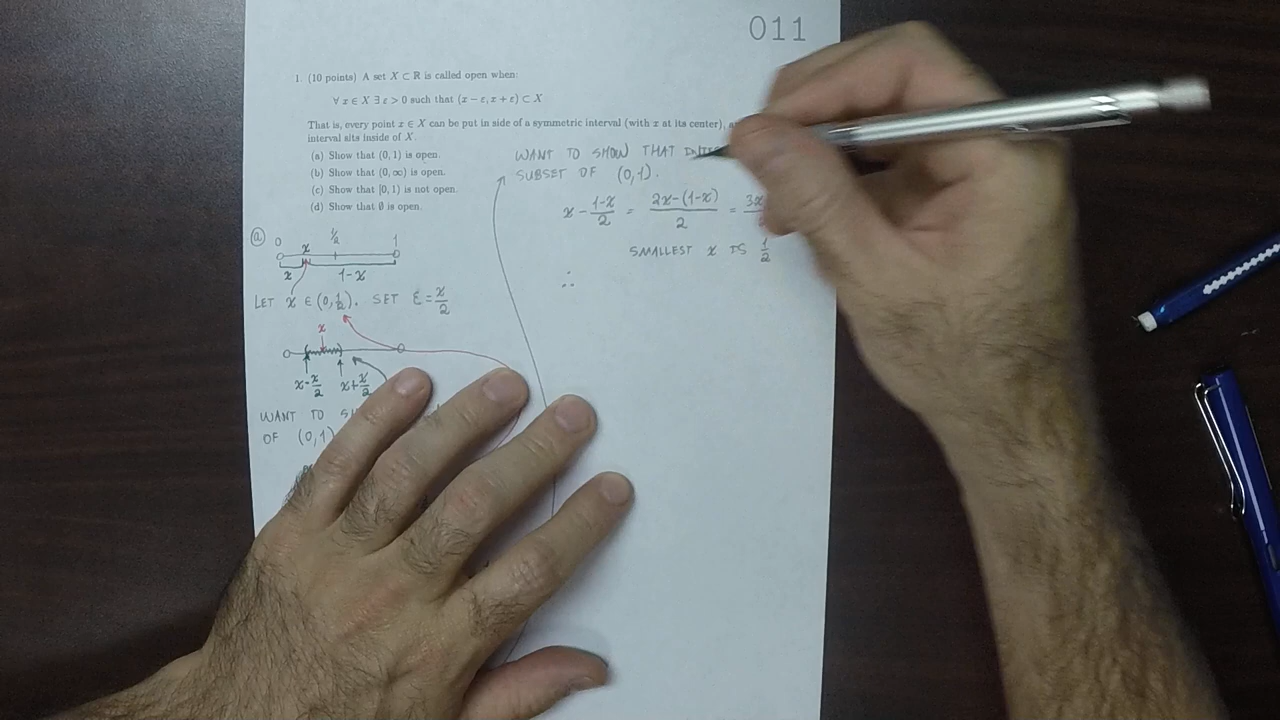 011
1. (10 points) A set X ⊂ ℝ is called open when:
∀ x ∈ X ∃ ε > 0 such that (x − ε, x + ε) ⊂ X
That is, every point x ∈ X can be put in side of a symmetric interval (with x at its center),
interval sits inside of X.
(a) Show that (0, 1) is open.
(b) Show that (0, ∞) is open.
(c) Show that [0, 1) is not open.
(d) Show that ∅ is open.
ⓐ 0 x 1/2 1
x 1-x
LET x ∈ (0, 1/2). SET ε = x/2
x
x - x/2 x + x/2
WANT TO
OF (0,1)
WANT TO SHOW THAT
SUBSET OF (0,1).
x - (1-x)/2 = (2x-(1-x))/2 = 3x
SMALLEST x IS 1/2
∴